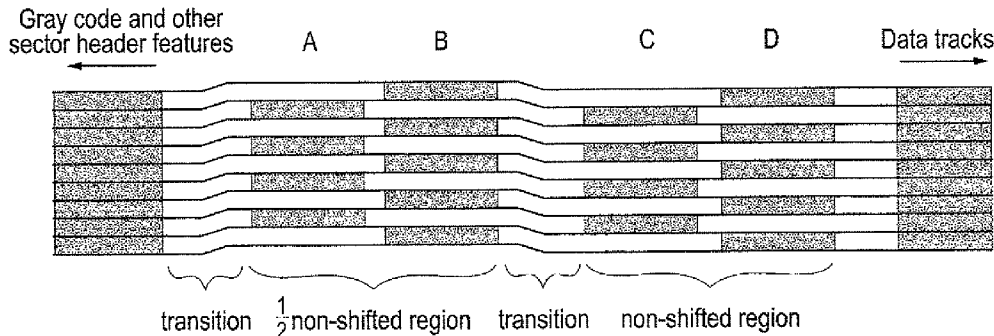 Gray code and other
sector header features
A
B
C
D
Data tracks
transition
1/2 non-shifted region
transition
non-shifted region